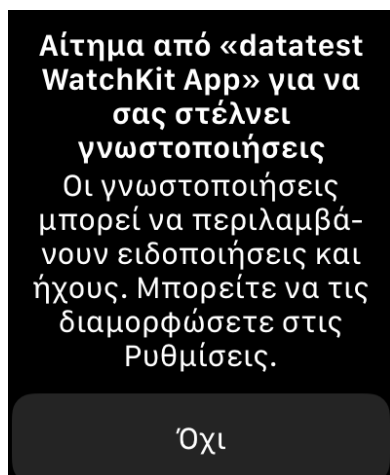 Αίτημα από «datatest
WatchKit App» για να
σας στέλνει
γνωστοποιήσεις
Οι γνωστοποιήσεις
μπορεί να περιλαμβά-
νουν ειδοποιήσεις και
ήχους. Μπορείτε να τις
διαμορφώσετε στις
Ρυθμίσεις.
Όχι